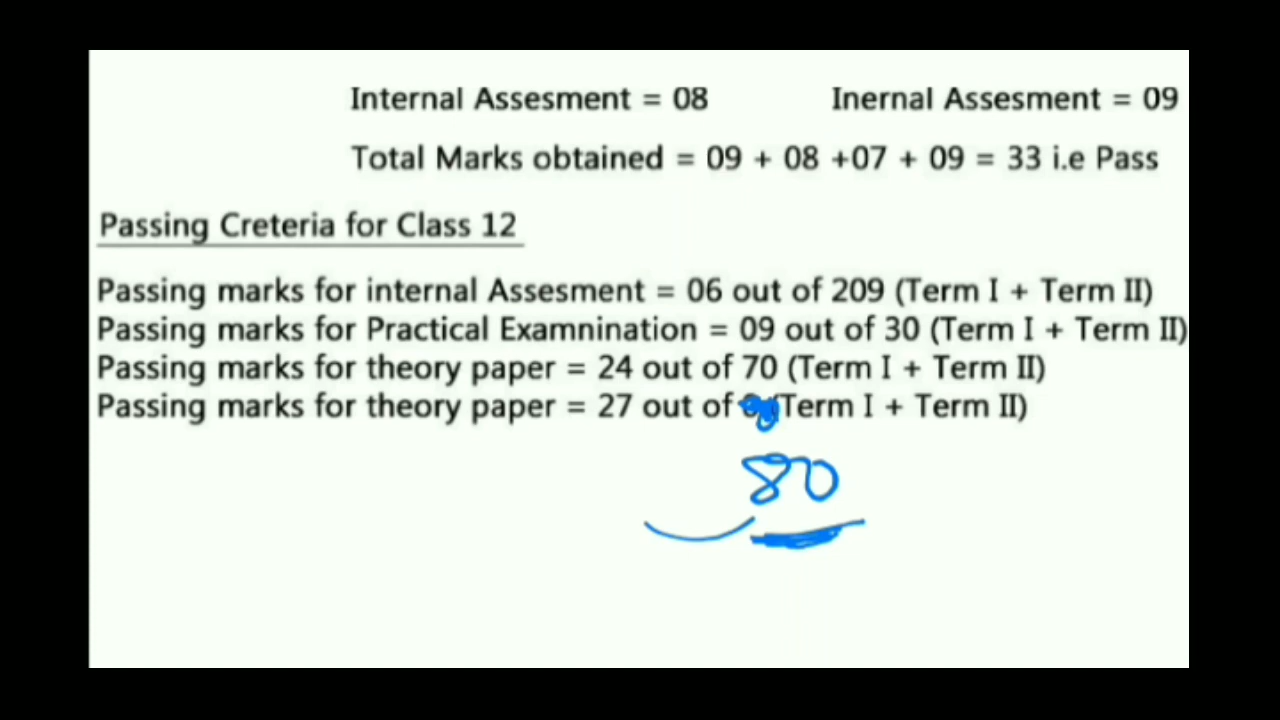 Internal Assesment = 08 Inernal Assesment = 09
Total Marks obtained = 09 + 08 +07 + 09 = 33 i.e Pass
Passing Creteria for Class 12
Passing marks for internal Assesment = 06 out of 209 (Term I + Term II)
Passing marks for Practical Examnination = 09 out of 30 (Term I + Term II)
Passing marks for theory paper = 24 out of 70 (Term I + Term II)
Passing marks for theory paper = 27 out of (Term I + Term II)
80